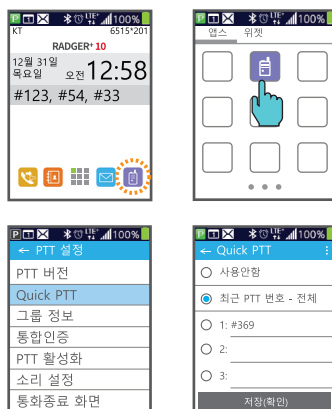 100%
KT 6515*201
RADGER+ 10
12월 31일
목요일 오전 12:58
#123, #54, #33
100%
앱스 위젯
100%
← PTT 설정
PTT 버전
Quick PTT
그룹 정보
통합인증
PTT 활성화
소리 설정
통화종료 화면
100%
← Quick PTT
사용안함
최근 PTT 번호 - 전체
1: #369
2:
3:
저장(확인)